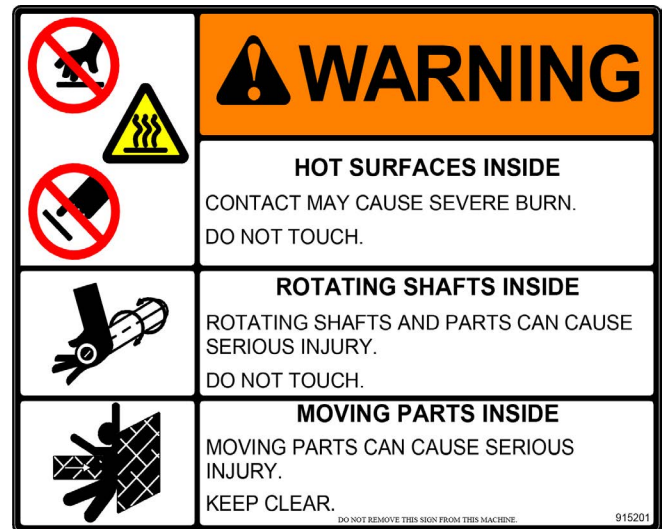 WARNING
HOT SURFACES INSIDE
CONTACT MAY CAUSE SEVERE BURN.
DO NOT TOUCH.
ROTATING SHAFTS INSIDE
ROTATING SHAFTS AND PARTS CAN CAUSE
SERIOUS INJURY.
DO NOT TOUCH.
MOVING PARTS INSIDE
MOVING PARTS CAN CAUSE SERIOUS
INJURY.
KEEP CLEAR.
DO NOT REMOVE THIS SIGN FROM THIS MACHINE.
915201